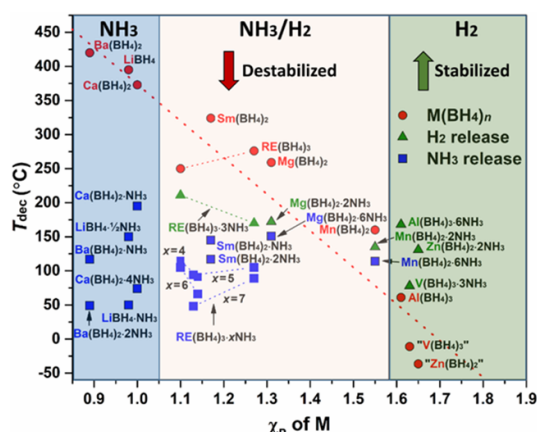 NH3
NH3/H2
H2
Destabilized
Stabilized
450
400
350
300
250
200
150
100
50
0
-50
Tdec (°C)
Ba(BH4)2
LiBH4
Ca(BH4)2
Sm(BH4)2
RE(BH4)3
Mg(BH4)2
M(BH4)n
H2 release
NH3 release
Ca(BH4)2·NH3
LiBH4·½NH3
Ba(BH4)2·NH3
Ca(BH4)2·4NH3
LiBH4·NH3
Ba(BH4)2·2NH3
RE(BH4)3·3NH3
Mg(BH4)2·2NH3
Mg(BH4)2·6NH3
Mn(BH4)2
Sm(BH4)2·NH3
Sm(BH4)2·2NH3
x=4
x=5
x=6
x=7
RE(BH4)3·xNH3
Al(BH4)3·6NH3
Mn(BH4)2·2NH3
Zn(BH4)2·2NH3
Mn(BH4)2·6NH3
V(BH4)3·3NH3
Al(BH4)3
"V(BH4)3"
"Zn(BH4)2"
0.9 1.0 1.1 1.2 1.3 1.4 1.5 1.6 1.7 1.8 1.9
χp of M